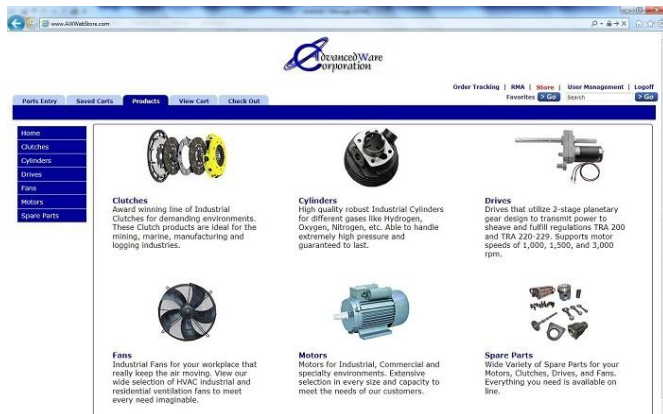 www.AWWebStore.com
AdvancedWare
Corporation
Order Tracking | RMA | Store | User Management | Logoff
Favorites > Go Search > Go
Parts Entry Saved Carts Products View Cart Check Out
Home
Clutches
Cylinders
Drives
Fans
Motors
Spare Parts
Clutches
Award winning line of Industrial
Clutches for demanding environments.
These Clutch products are ideal for the
mining, marine, manufacturing and
logging industries.
Cylinders
High quality robust Industrial Cylinders
for different gases like Hydrogen,
Oxygen, Nitrogen, etc. Able to handle
extremely high pressure and
guaranteed to last.
Drives
Drives that utilize 2-stage planetary
gear design to transmit power to
sheave and fulfill regulations TRA 200
and TRA 220-229. Supports motor
speeds of 1,000, 1,500, and 3,000
rpm.
Fans
Industrial Fans for your workplace that
really keep the air moving. View our
wide selection of HVAC industrial and
residential ventilation fans to meet
every need imaginable.
Motors
Motors for Industrial, Commercial and
specialty environments. Extensive
selection in every size and capacity to
meet the needs of our customers.
Spare Parts
Wide Variety of Spare Parts for your
Motors, Clutches, Drives, and Fans.
Everything you need is available on
line.